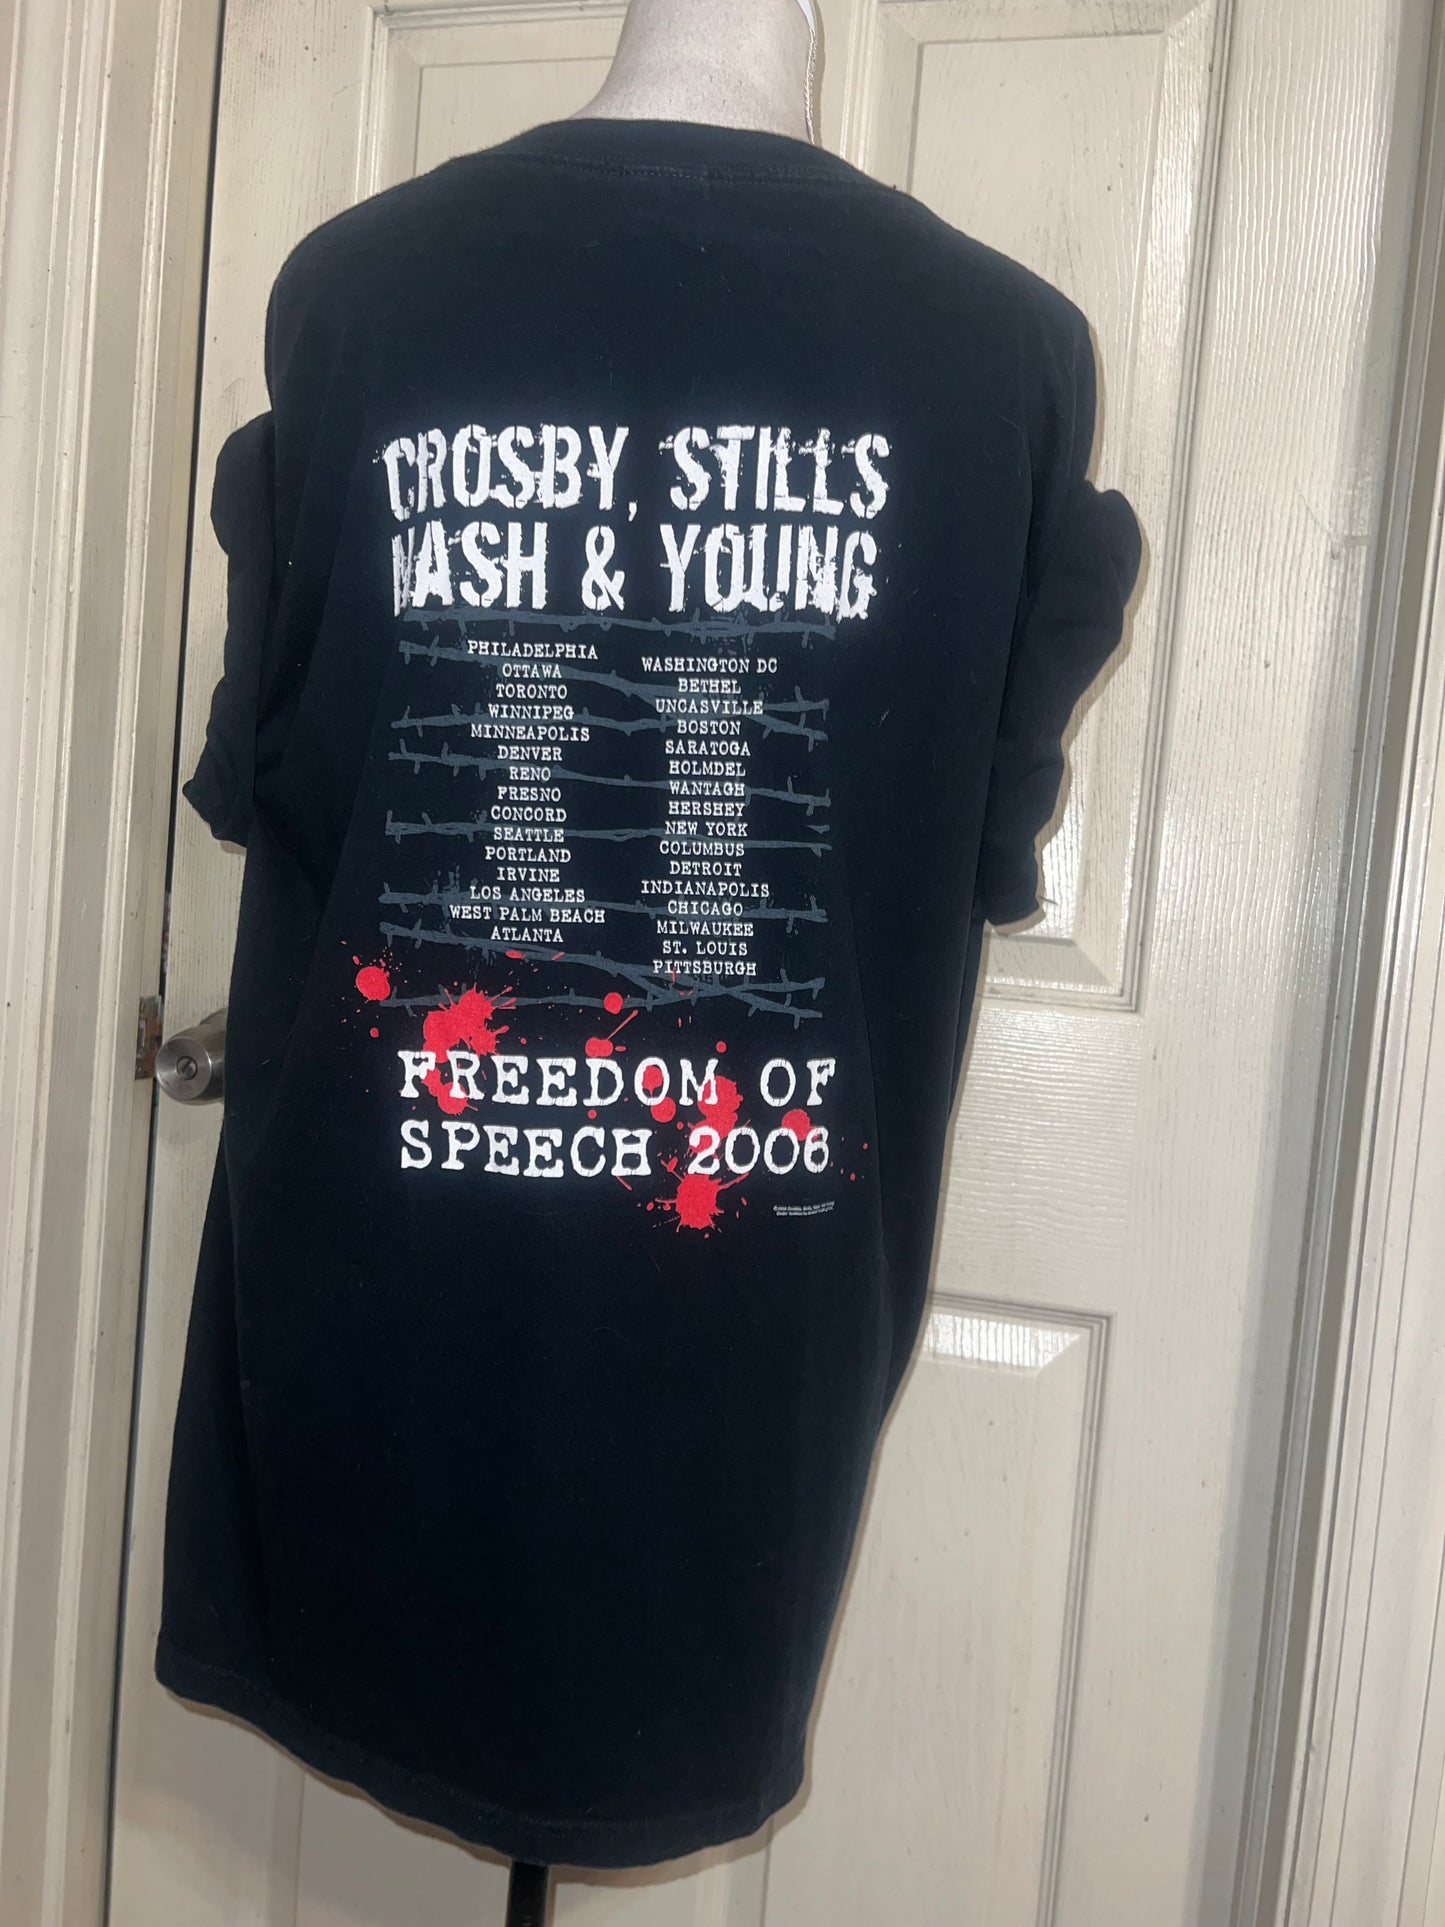 CROSBY, STILLS
NASH & YOUNG
PHILADELPHIA
OTTAWA
TORONTO
WINNIPEG
MINNEAPOLIS
DENVER
RENO
FRESNO
CONCORD
SEATTLE
PORTLAND
IRVINE
LOS ANGELES
WEST PALM BEACH
ATLANTA
WASHINGTON DC
BETHEL
UNCASVILLE
BOSTON
SARATOGA
HOLMDEL
WANTAGH
HERSHEY
NEW YORK
COLUMBUS
DETROIT
INDIANAPOLIS
CHICAGO
MILWAUKEE
ST. LOUIS
PITTSBURGH
FREEDOM OF
SPEECH 2006